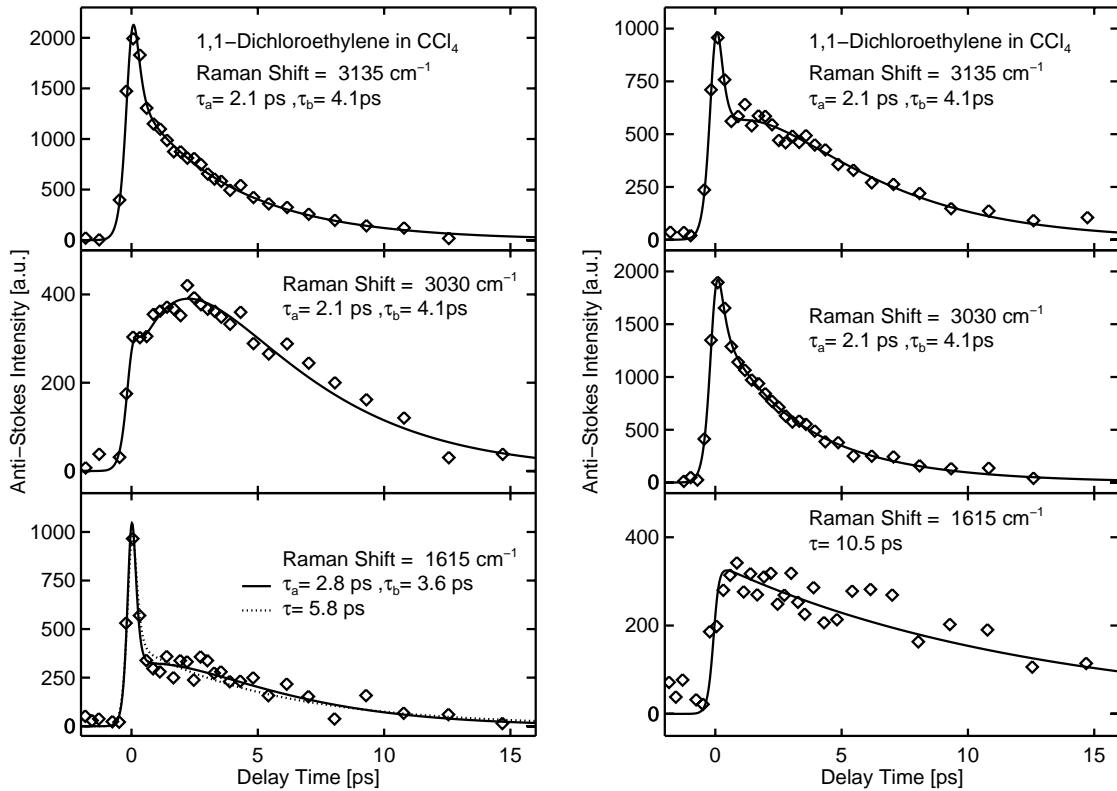 2000
1500
1000
500
0
1,1−Dichloroethylene in CCl4
Raman Shift = 3135 cm−1
τa= 2.1 ps ,τb= 4.1ps
400
200
0
Raman Shift = 3030 cm−1
τa= 2.1 ps ,τb= 4.1ps
1000
750
500
250
0
Raman Shift = 1615 cm−1
τa= 2.8 ps ,τb= 3.6 ps
τ= 5.8 ps
Anti−Stokes Intensity [a.u.]
0 5 10 15
Delay Time [ps]
1000
750
500
250
0
1,1−Dichloroethylene in CCl4
Raman Shift = 3135 cm−1
τa= 2.1 ps ,τb= 4.1ps
2000
1500
1000
500
0
Raman Shift = 3030 cm−1
τa= 2.1 ps ,τb= 4.1ps
400
200
0
Raman Shift = 1615 cm−1
τ= 10.5 ps
Anti−Stokes Intensity [a.u.]
0 5 10 15
Delay Time [ps]